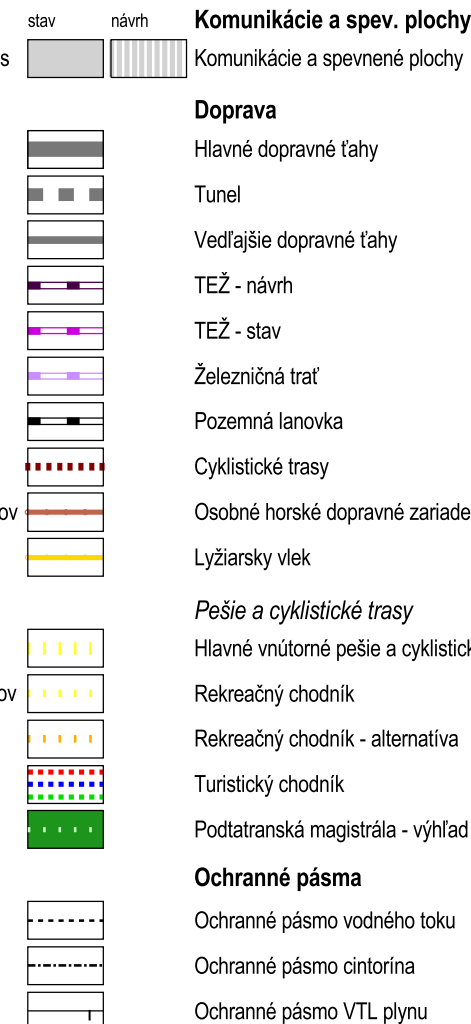 stav návrh Komunikácie a spev. plochy
s Komunikácie a spevnené plochy
Doprava
Hlavné dopravné ťahy
Tunel
Vedľajšie dopravné ťahy
TEŽ - návrh
TEŽ - stav
Železničná trať
Pozemná lanovka
Cyklistické trasy
ov Osobné horské dopravné zariade
Lyžiarsky vlek
Pešie a cyklistické trasy
Hlavné vnútorné pešie a cyklistick
ov Rekreačný chodník
Rekreačný chodník - alternatíva
Turistický chodník
Podtatranská magistrála - výhľad
Ochranné pásma
Ochranné pásmo vodného toku
Ochranné pásmo cintorína
Ochranné pásmo VTL plynu